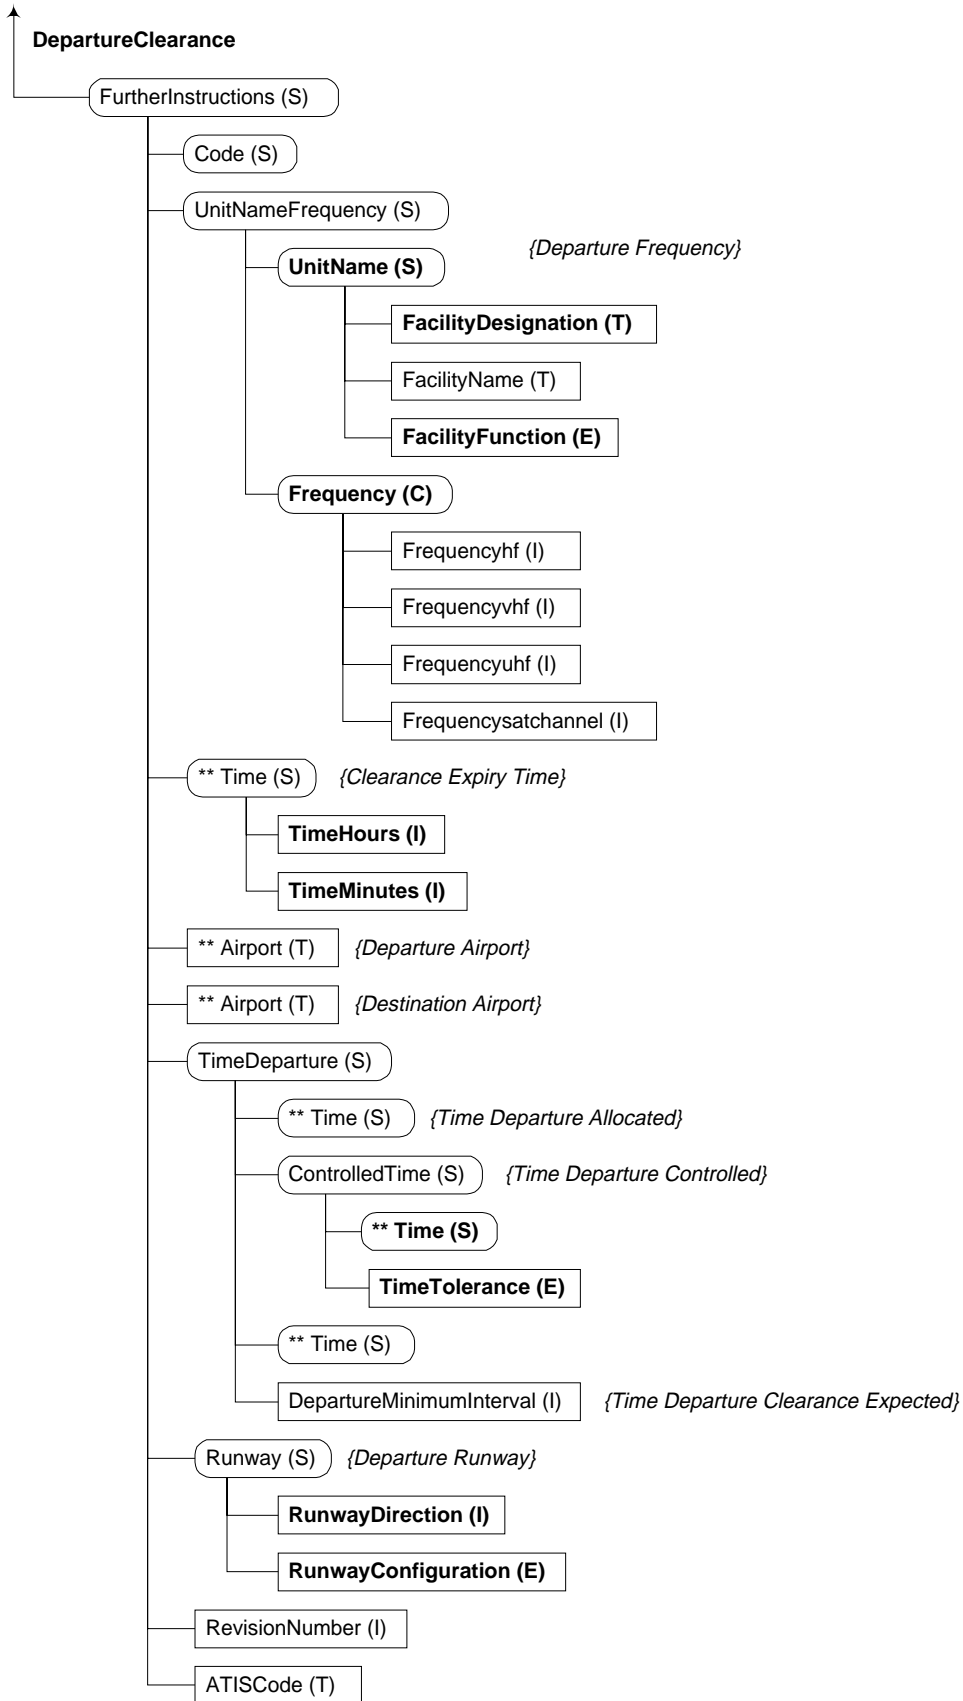 DepartureClearance
FurtherInstructions (S)
Code (S)
UnitNameFrequency (S)
{Departure Frequency}
UnitName (S)
FacilityDesignation (T)
FacilityName (T)
FacilityFunction (E)
Frequency (C)
Frequencyhf (I)
Frequencyvhf (I)
Frequencyuhf (I)
Frequencysatchannel (I)
** Time (S) {Clearance Expiry Time}
TimeHours (I)
TimeMinutes (I)
** Airport (T) {Departure Airport}
** Airport (T) {Destination Airport}
TimeDeparture (S)
** Time (S) {Time Departure Allocated}
ControlledTime (S) {Time Departure Controlled}
** Time (S)
TimeTolerance (E)
** Time (S)
DepartureMinimumInterval (I) {Time Departure Clearance Expected}
Runway (S) {Departure Runway}
RunwayDirection (I)
RunwayConfiguration (E)
RevisionNumber (I)
ATISCode (T)